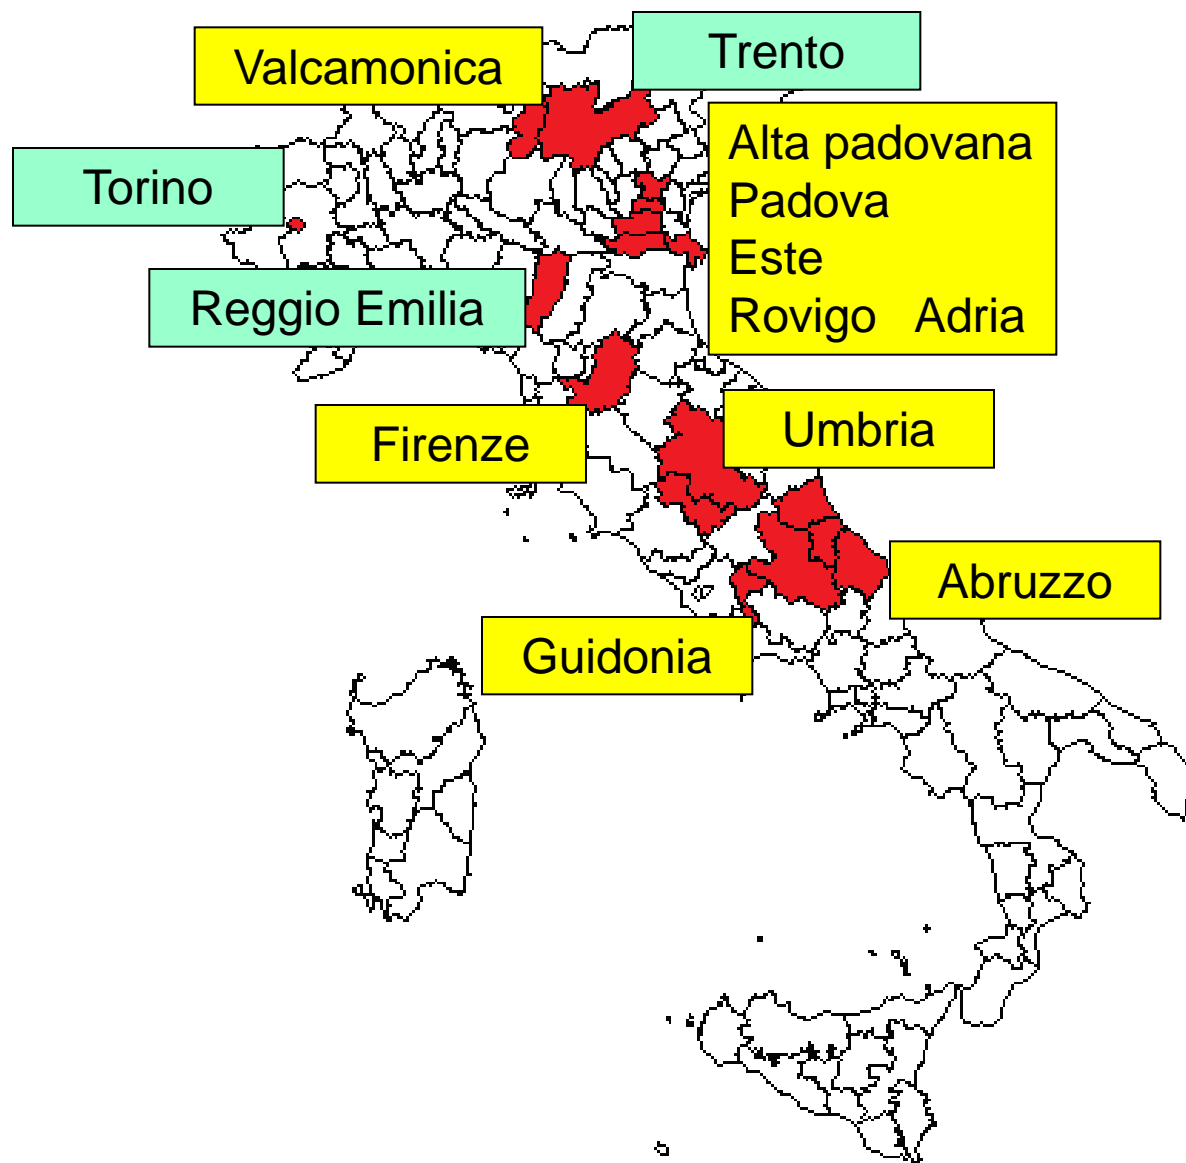 Valcamonica
Trento
Alta padovana
Padova
Este
Rovigo Adria
Torino
Reggio Emilia
Firenze
Umbria
Abruzzo
Guidonia